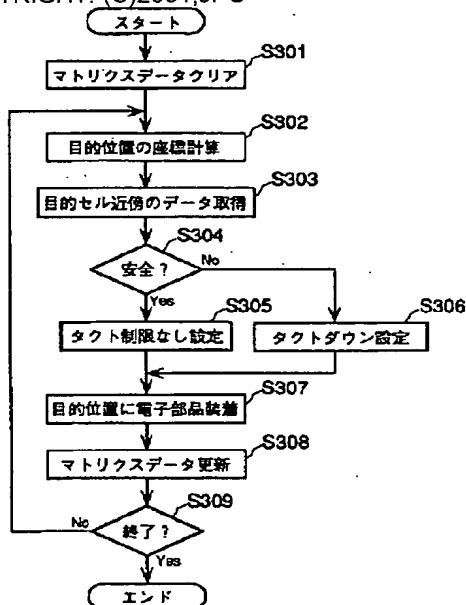 スタート
S301
マトリクスデータクリア
S302
目的位置の座標計算
S303
目的セル近傍のデータ取得
S304
安全？
No
Yes
S305
タクト制限なし設定
S306
タクトダウン設定
S307
目的位置に電子部品装着
S308
マトリクスデータ更新
S309
終了？
No
Yes
エンド